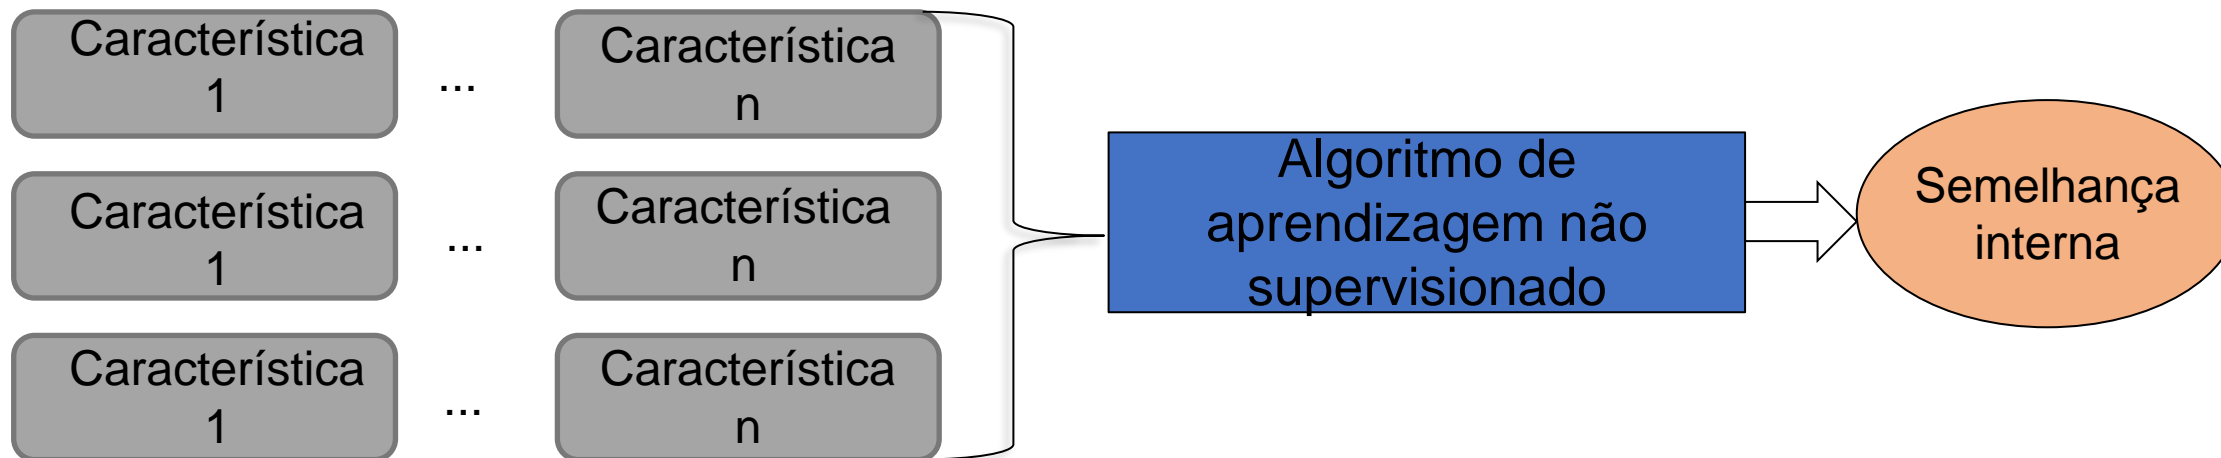 Característica
1
...
Característica
n
Característica
1
...
Característica
n
Característica
1
...
Característica
n
Algoritmo de
aprendizagem não
supervisionado
Semelhança
interna